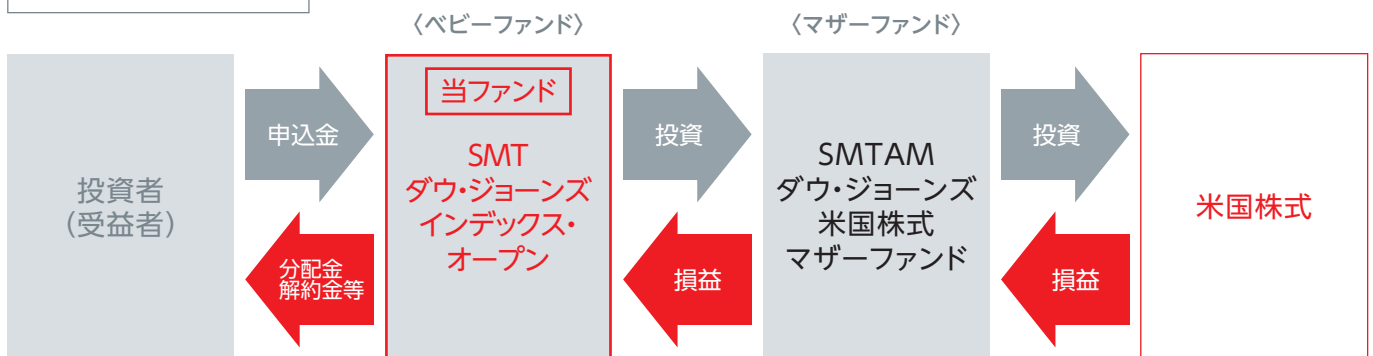 〈ベビーファンド〉
〈マザーファンド〉
投資者
(受益者)
申込金
分配金
解約金等
当ファンド
SMT
ダウ・ジョーンズ
インデックス・
オープン
投資
損益
SMTAM
ダウ・ジョーンズ
米国株式
マザーファンド
投資
損益
米国株式